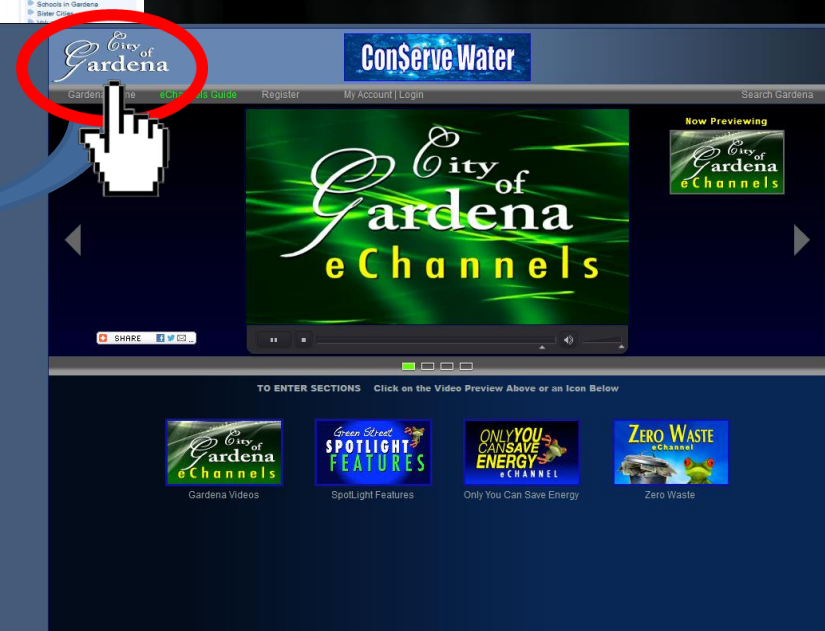 Schools in Gardena
Sister Cities
City of Gardena
Con$erve Water
Gardena
eChannels Guide
Register
My Account | Login
Search Gardena
Now Previewing
City of
Gardena
eChannels
City of
Gardena
eChannels
SHARE
TO ENTER SECTIONS Click on the Video Preview Above or an Icon Below
City of
Gardena
eChannels
Green Street
SPOTLIGHT
FEATURES
ONLY YOU
CAN SAVE
ENERGY
eCHANNEL
ZERO WASTE
eChannel
Gardena Videos
SpotLight Features
Only You Can Save Energy
Zero Waste